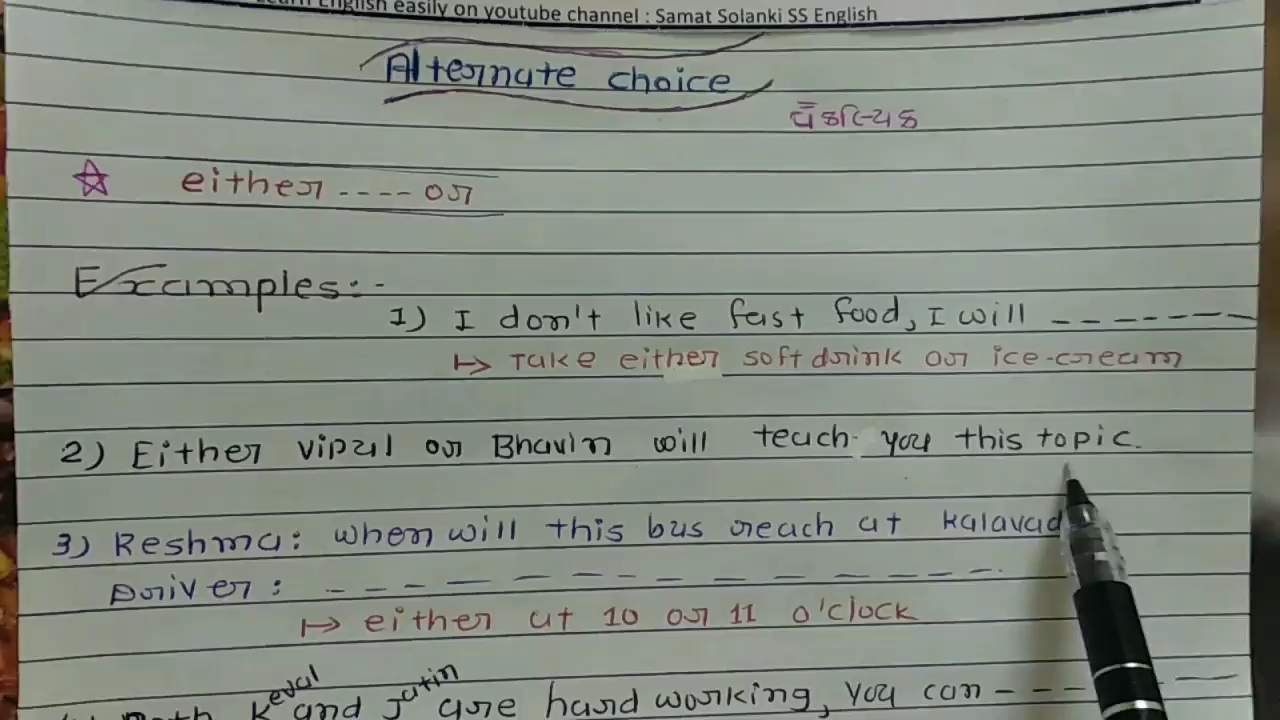 English easily on youtube channel : Samat Solanki SS English
Alternate choice
વૈકલ્પિક
either ---- or
Examples:-
1) I don't like fast food, I will -------
↦ Take either soft drink or ice-cream
2) Either Vipul or Bhavin will teach you this topic.
3) Reshma: When will this bus reach at Kalavad
Driver: -------------.
↦ either at 10 or 11 o'clock
Both Keval and Jatin are hard working, you can ----